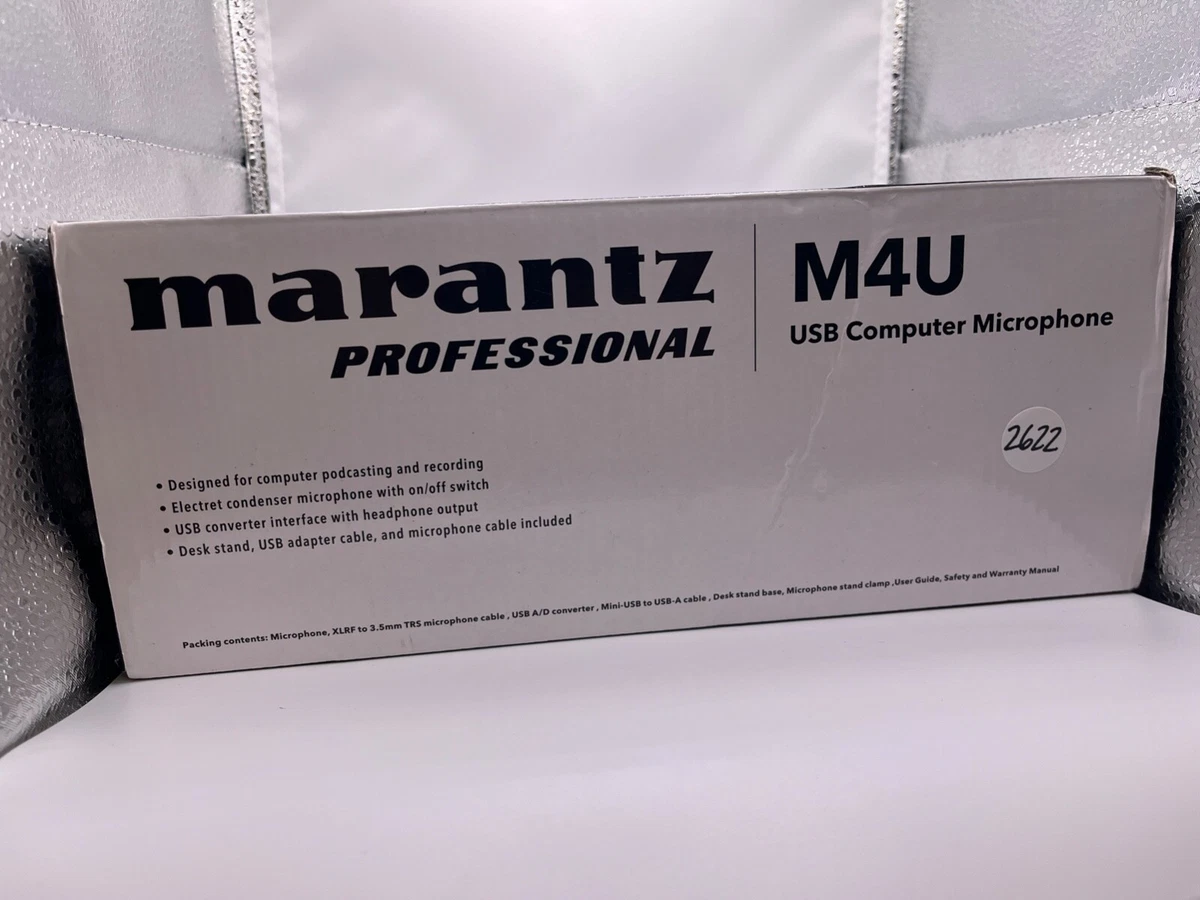 marantz
PROFESSIONAL
M4U
USB Computer Microphone
2622
• Designed for computer podcasting and recording
• Electret condenser microphone with on/off switch
• USB converter interface with headphone output
• Desk stand, USB adapter cable, and microphone cable included
Packing contents: Microphone, XLRF to 3.5mm TRS microphone cable , USB A/D converter , Mini-USB to USB-A cable , Desk stand base, Microphone stand clamp ,User Guide, Safety and Warranty Manual